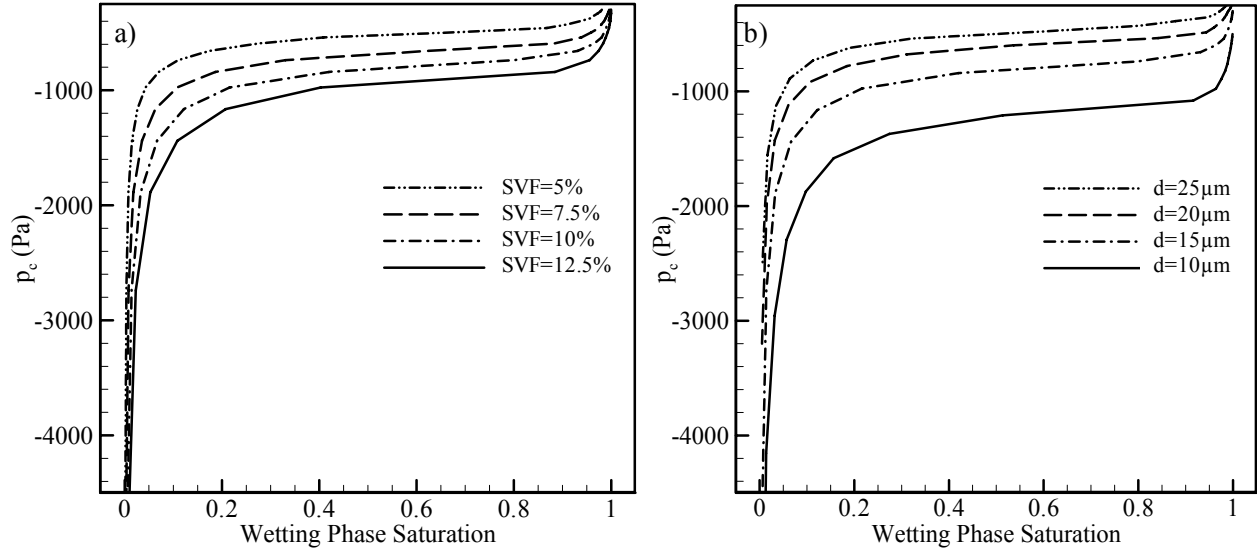 a)
-1000
-2000
-3000
-4000
p_c (Pa)
SVF=5%
SVF=7.5%
SVF=10%
SVF=12.5%
0 0.2 0.4 0.6 0.8 1
Wetting Phase Saturation
b)
-1000
-2000
-3000
-4000
p_c (Pa)
d=25µm
d=20µm
d=15µm
d=10µm
0 0.2 0.4 0.6 0.8 1
Wetting Phase Saturation